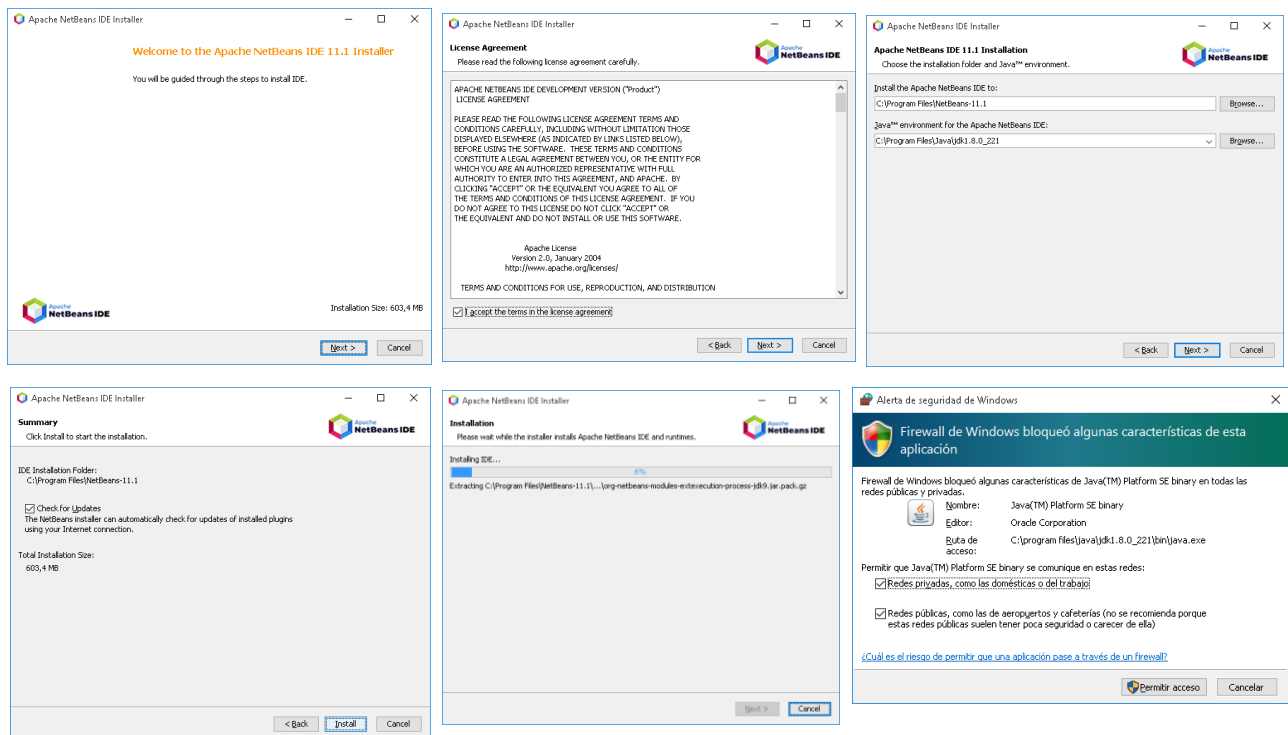 Apache NetBeans IDE Installer
Welcome to the Apache NetBeans IDE 11.1 Installer
You will be guided through the steps to install IDE.
Apache
NetBeans IDE
Installation Size: 603,4 MB
Next >
Cancel
Apache NetBeans IDE Installer
License Agreement
Please read the following license agreement carefully.
Apache
NetBeans IDE
APACHE NETBEANS IDE DEVELOPMENT VERSION ("Product")
LICENSE AGREEMENT
PLEASE READ THE FOLLOWING LICENSE AGREEMENT TERMS AND
CONDITIONS CAREFULLY, INCLUDING WITHOUT LIMITATION THOSE
DISPLAYED ELSEWHERE (AS INDICATED BY LINKS LISTED BELOW),
BEFORE USING THE SOFTWARE. THESE TERMS AND CONDITIONS
CONSTITUTE A LEGAL AGREEMENT BETWEEN YOU, OR THE ENTITY FOR
WHICH YOU ARE AN AUTHORIZED REPRESENTATIVE WITH FULL
AUTHORITY TO ENTER INTO THIS AGREEMENT, AND APACHE. BY
CLICKING "ACCEPT" OR THE EQUIVALENT YOU AGREE TO ALL OF
THE TERMS AND CONDITIONS OF THIS LICENSE AGREEMENT. IF YOU
DO NOT AGREE TO THIS LICENSE DO NOT CLICK "ACCEPT" OR
THE EQUIVALENT AND DO NOT INSTALL OR USE THIS SOFTWARE.
Apache License
Version 2.0, January 2004
http://www.apache.org/licenses/
TERMS AND CONDITIONS FOR USE, REPRODUCTION, AND DISTRIBUTION
I accept the terms in the license agreement
< Back
Next >
Cancel
Apache NetBeans IDE Installer
Apache NetBeans IDE 11.1 Installation
Choose the installation folder and Java™ environment.
Apache
NetBeans IDE
Install the Apache NetBeans IDE to:
C:\Program Files\NetBeans-11.1
Browse...
Java™ environment for the Apache NetBeans IDE:
C:\Program Files\Java\jdk1.8.0_221
Browse...
< Back
Next >
Cancel
Apache NetBeans IDE Installer
Summary
Click Install to start the installation.
Apache
NetBeans IDE
IDE Installation Folder:
C:\Program Files\NetBeans-11.1
Check for Updates
The NetBeans installer can automatically check for updates of installed plugins
using your Internet connection.
Total Installation Size:
603,4 MB
< Back
Install
Cancel
Apache NetBeans IDE Installer
Installation
Please wait while the installer installs Apache NetBeans IDE and runtimes.
Apache
NetBeans IDE
Installing IDE...
6%
Extracting C:\Program Files\NetBeans-11.1\...\org-netbeans-modules-extexecution-process-jdk9.jar.pack.gz
Next >
Cancel
Alerta de seguridad de Windows
Firewall de Windows bloqueó algunas características de esta
aplicación
Firewall de Windows bloqueó algunas características de Java(TM) Platform SE binary en todas las
redes públicas y privadas.
Nombre: Java(TM) Platform SE binary
Editor: Oracle Corporation
Ruta de
acceso: C:\program files\java\jdk1.8.0_221\bin\java.exe
Permitir que Java(TM) Platform SE binary se comunique en estas redes:
Redes privadas, como las domésticas o del trabajo
Redes públicas, como las de aeropuertos y cafeterías (no se recomienda porque
estas redes públicas suelen tener poca seguridad o carecer de ella)
¿Cuál es el riesgo de permitir que una aplicación pase a través de un firewall?
Permitir acceso
Cancelar